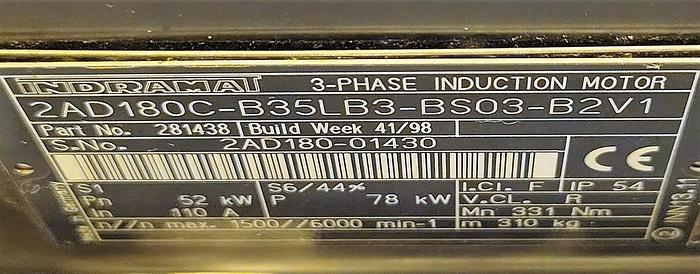 INDRAMAT 3-PHASE INDUCTION MOTOR
2AD180C-B35LB3-BS03-B2V1
Part No. 281438 Build Week 41/98
S.No. 2AD180-01430
CE
S1 S6/44% I.Cl. F IP 54
Pn 52 kW P 78 kW V.CL. R
In 110 A Mn 331 Nm
n//n max. 1500//6000 min-1 m 310 kg